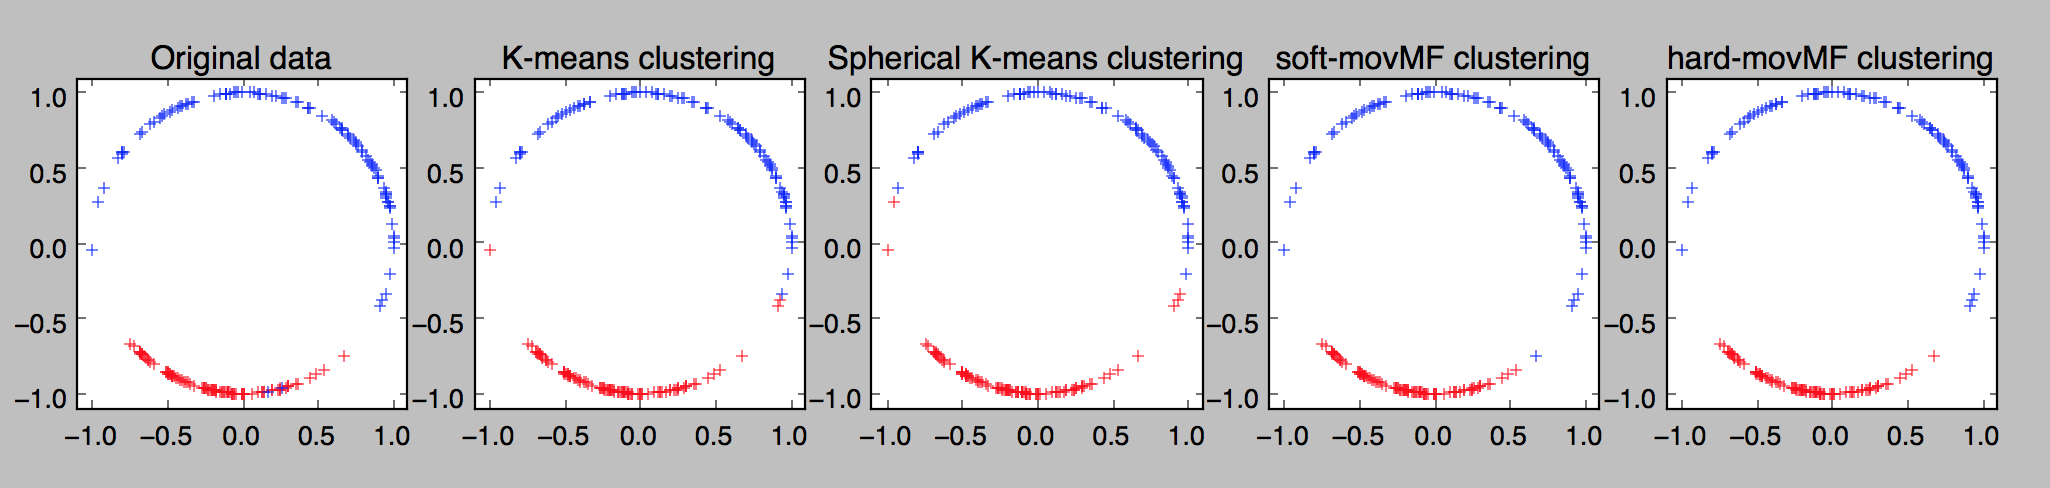 Original data K-means clustering Spherical K-means clustering soft-movMF clustering hard-movMF clustering
1.0 1.0 1.0 1.0 1.0
0.5 0.5 0.5 0.5 0.5
0.0 0.0 0.0 0.0 0.0
−0.5 −0.5 −0.5 −0.5 −0.5
−1.0 −1.0 −1.0 −1.0 −1.0
−1.0 −0.5 0.0 0.5 1.0 −1.0 −0.5 0.0 0.5 1.0 −1.0 −0.5 0.0 0.5 1.0 −1.0 −0.5 0.0 0.5 1.0 −1.0 −0.5 0.0 0.5 1.0